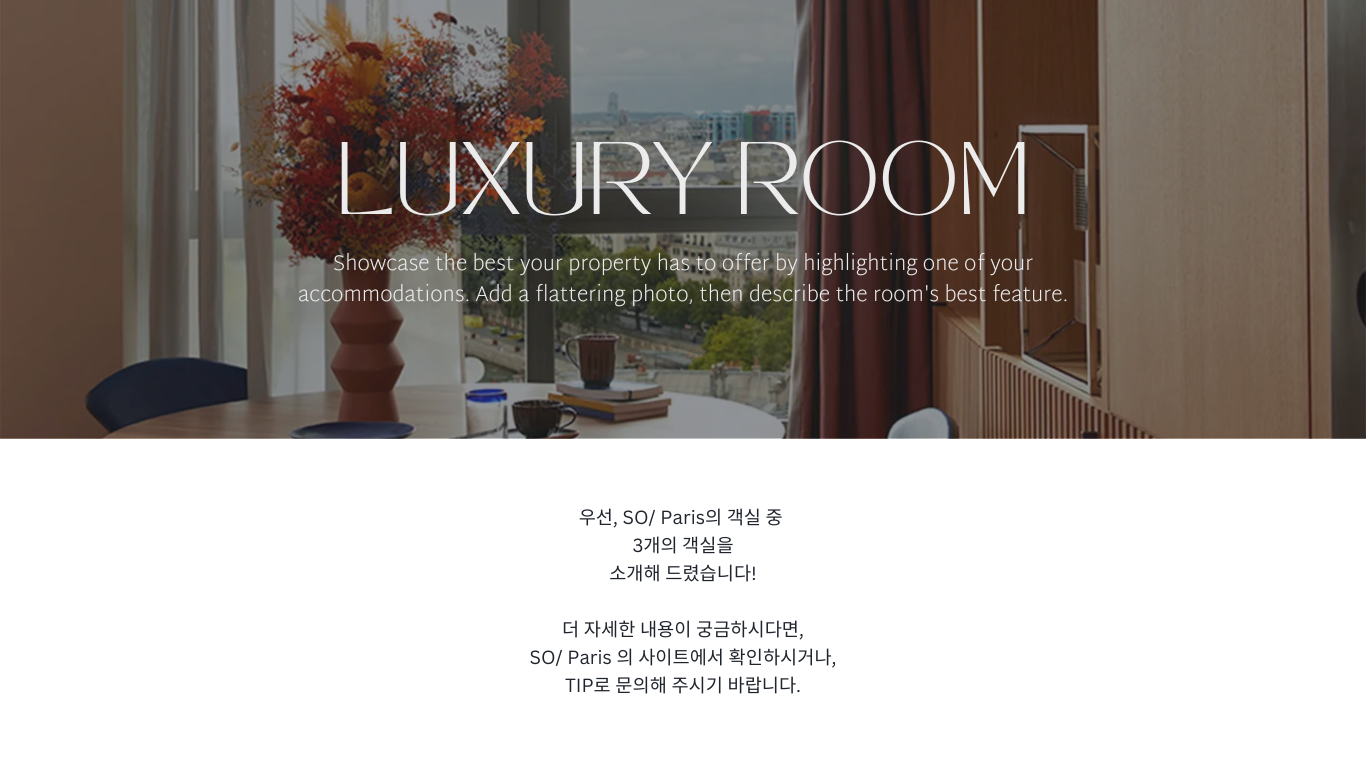 LUXURY ROOM
Showcase the best your property has to offer by highlighting one of your
accommodations. Add a flattering photo, then describe the room's best feature.
우선, SO/ Paris의 객실 중
3개의 객실을
소개해 드렸습니다!
더 자세한 내용이 궁금하시다면,
SO/ Paris 의 사이트에서 확인하시거나,
TIP로 문의해 주시기 바랍니다.